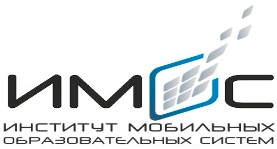 ИМОС
ИНСТИТУТ МОБИЛЬНЫХ
ОБРАЗОВАТЕЛЬНЫХ СИСТЕМ